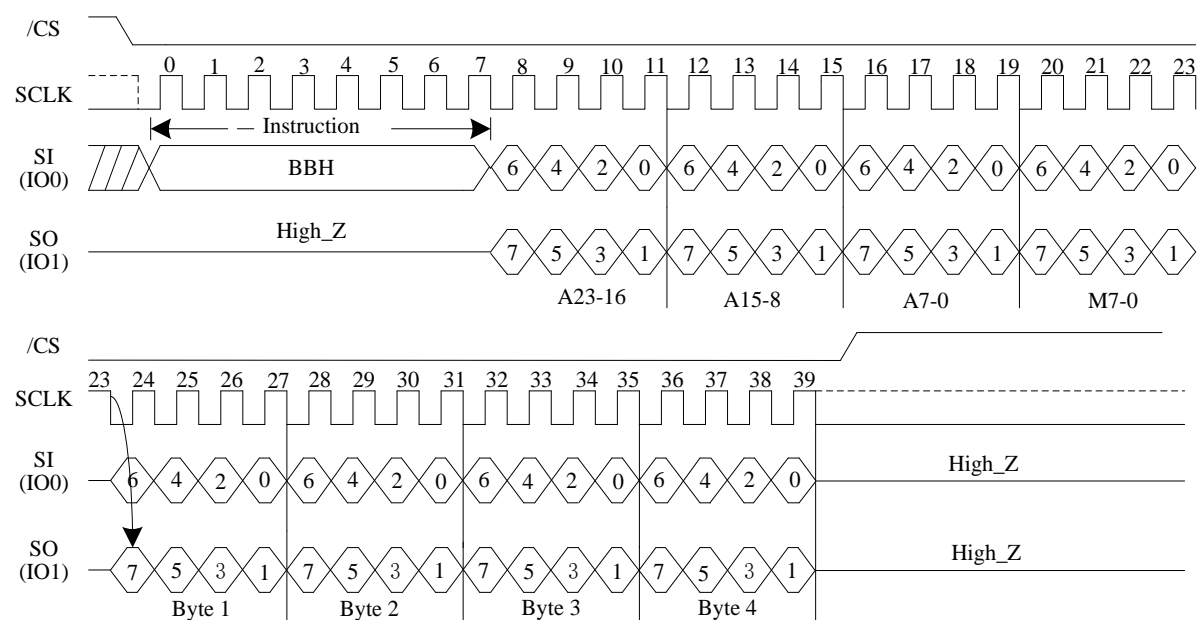 /CS
0 1 2 3 4 5 6 7 8 9 10 11 12 13 14 15 16 17 18 19 20 21 22 23
SCLK
Instruction
SI
(IO0)
BBH
6 4 2 0 6 4 2 0 6 4 2 0 6 4 2 0
SO
(IO1)
High_Z
7 5 3 1 7 5 3 1 7 5 3 1 7 5 3 1
A23-16 A15-8 A7-0 M7-0
/CS
23 24 25 26 27 28 29 30 31 32 33 34 35 36 37 38 39
SCLK
SI
(IO0)
6 4 2 0 6 4 2 0 6 4 2 0 6 4 2 0
High_Z
SO
(IO1)
7 5 3 1 7 5 3 1 7 5 3 1 7 5 3 1
High_Z
Byte 1 Byte 2 Byte 3 Byte 4